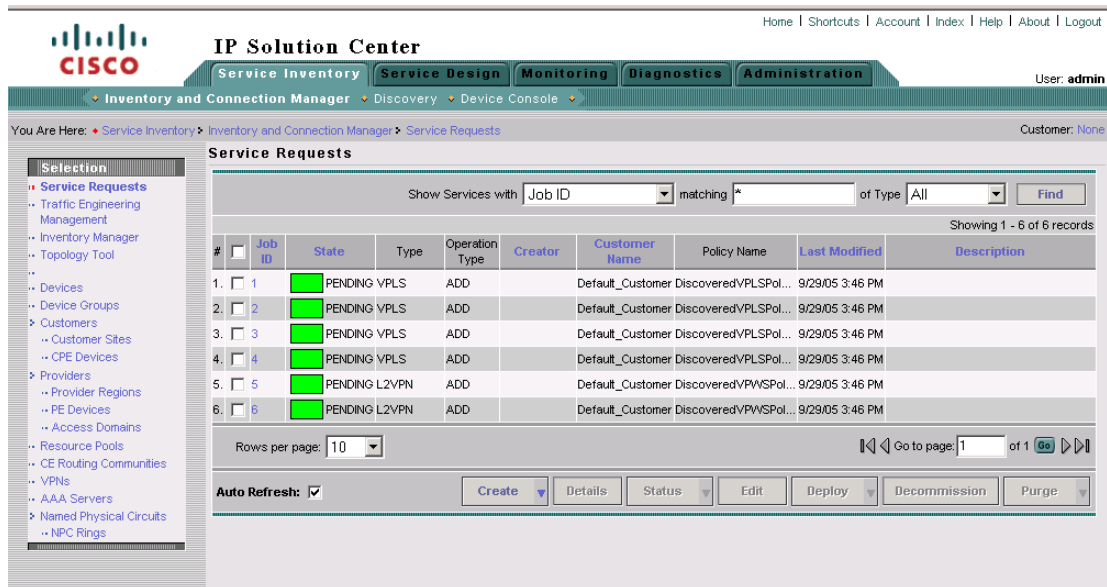 Home | Shortcuts | Account | Index | Help | About | Logout
CISCO
IP Solution Center
Service Inventory Service Design Monitoring Diagnostics Administration
User: admin
Inventory and Connection Manager Discovery Device Console
You Are Here: Service Inventory Inventory and Connection Manager Service Requests Customer: None
Service Requests
Selection
Service Requests
Traffic Engineering
Management
Inventory Manager
Topology Tool
Devices
Device Groups
Customers
Customer Sites
CPE Devices
Providers
Provider Regions
PE Devices
Access Domains
Resource Pools
CE Routing Communities
VPNs
AAA Servers
Named Physical Circuits
NPC Rings
Show Services with Job ID matching * of Type All Find
Showing 1 - 6 of 6 records
# Job ID State Type Operation Type Creator Customer Name Policy Name Last Modified Description
1. 1 PENDING VPLS ADD Default_Customer DiscoveredVPLSPol... 9/29/05 3:46 PM
2. 2 PENDING VPLS ADD Default_Customer DiscoveredVPLSPol... 9/29/05 3:46 PM
3. 3 PENDING VPLS ADD Default_Customer DiscoveredVPLSPol... 9/29/05 3:46 PM
4. 4 PENDING VPLS ADD Default_Customer DiscoveredVPLSPol... 9/29/05 3:46 PM
5. 5 PENDING L2VPN ADD Default_Customer DiscoveredVPWSPol... 9/29/05 3:46 PM
6. 6 PENDING L2VPN ADD Default_Customer DiscoveredVPWSPol... 9/29/05 3:46 PM
Rows per page: 10 Go to page: 1 of 1 Go
Auto Refresh: Create Details Status Edit Deploy Decommission Purge